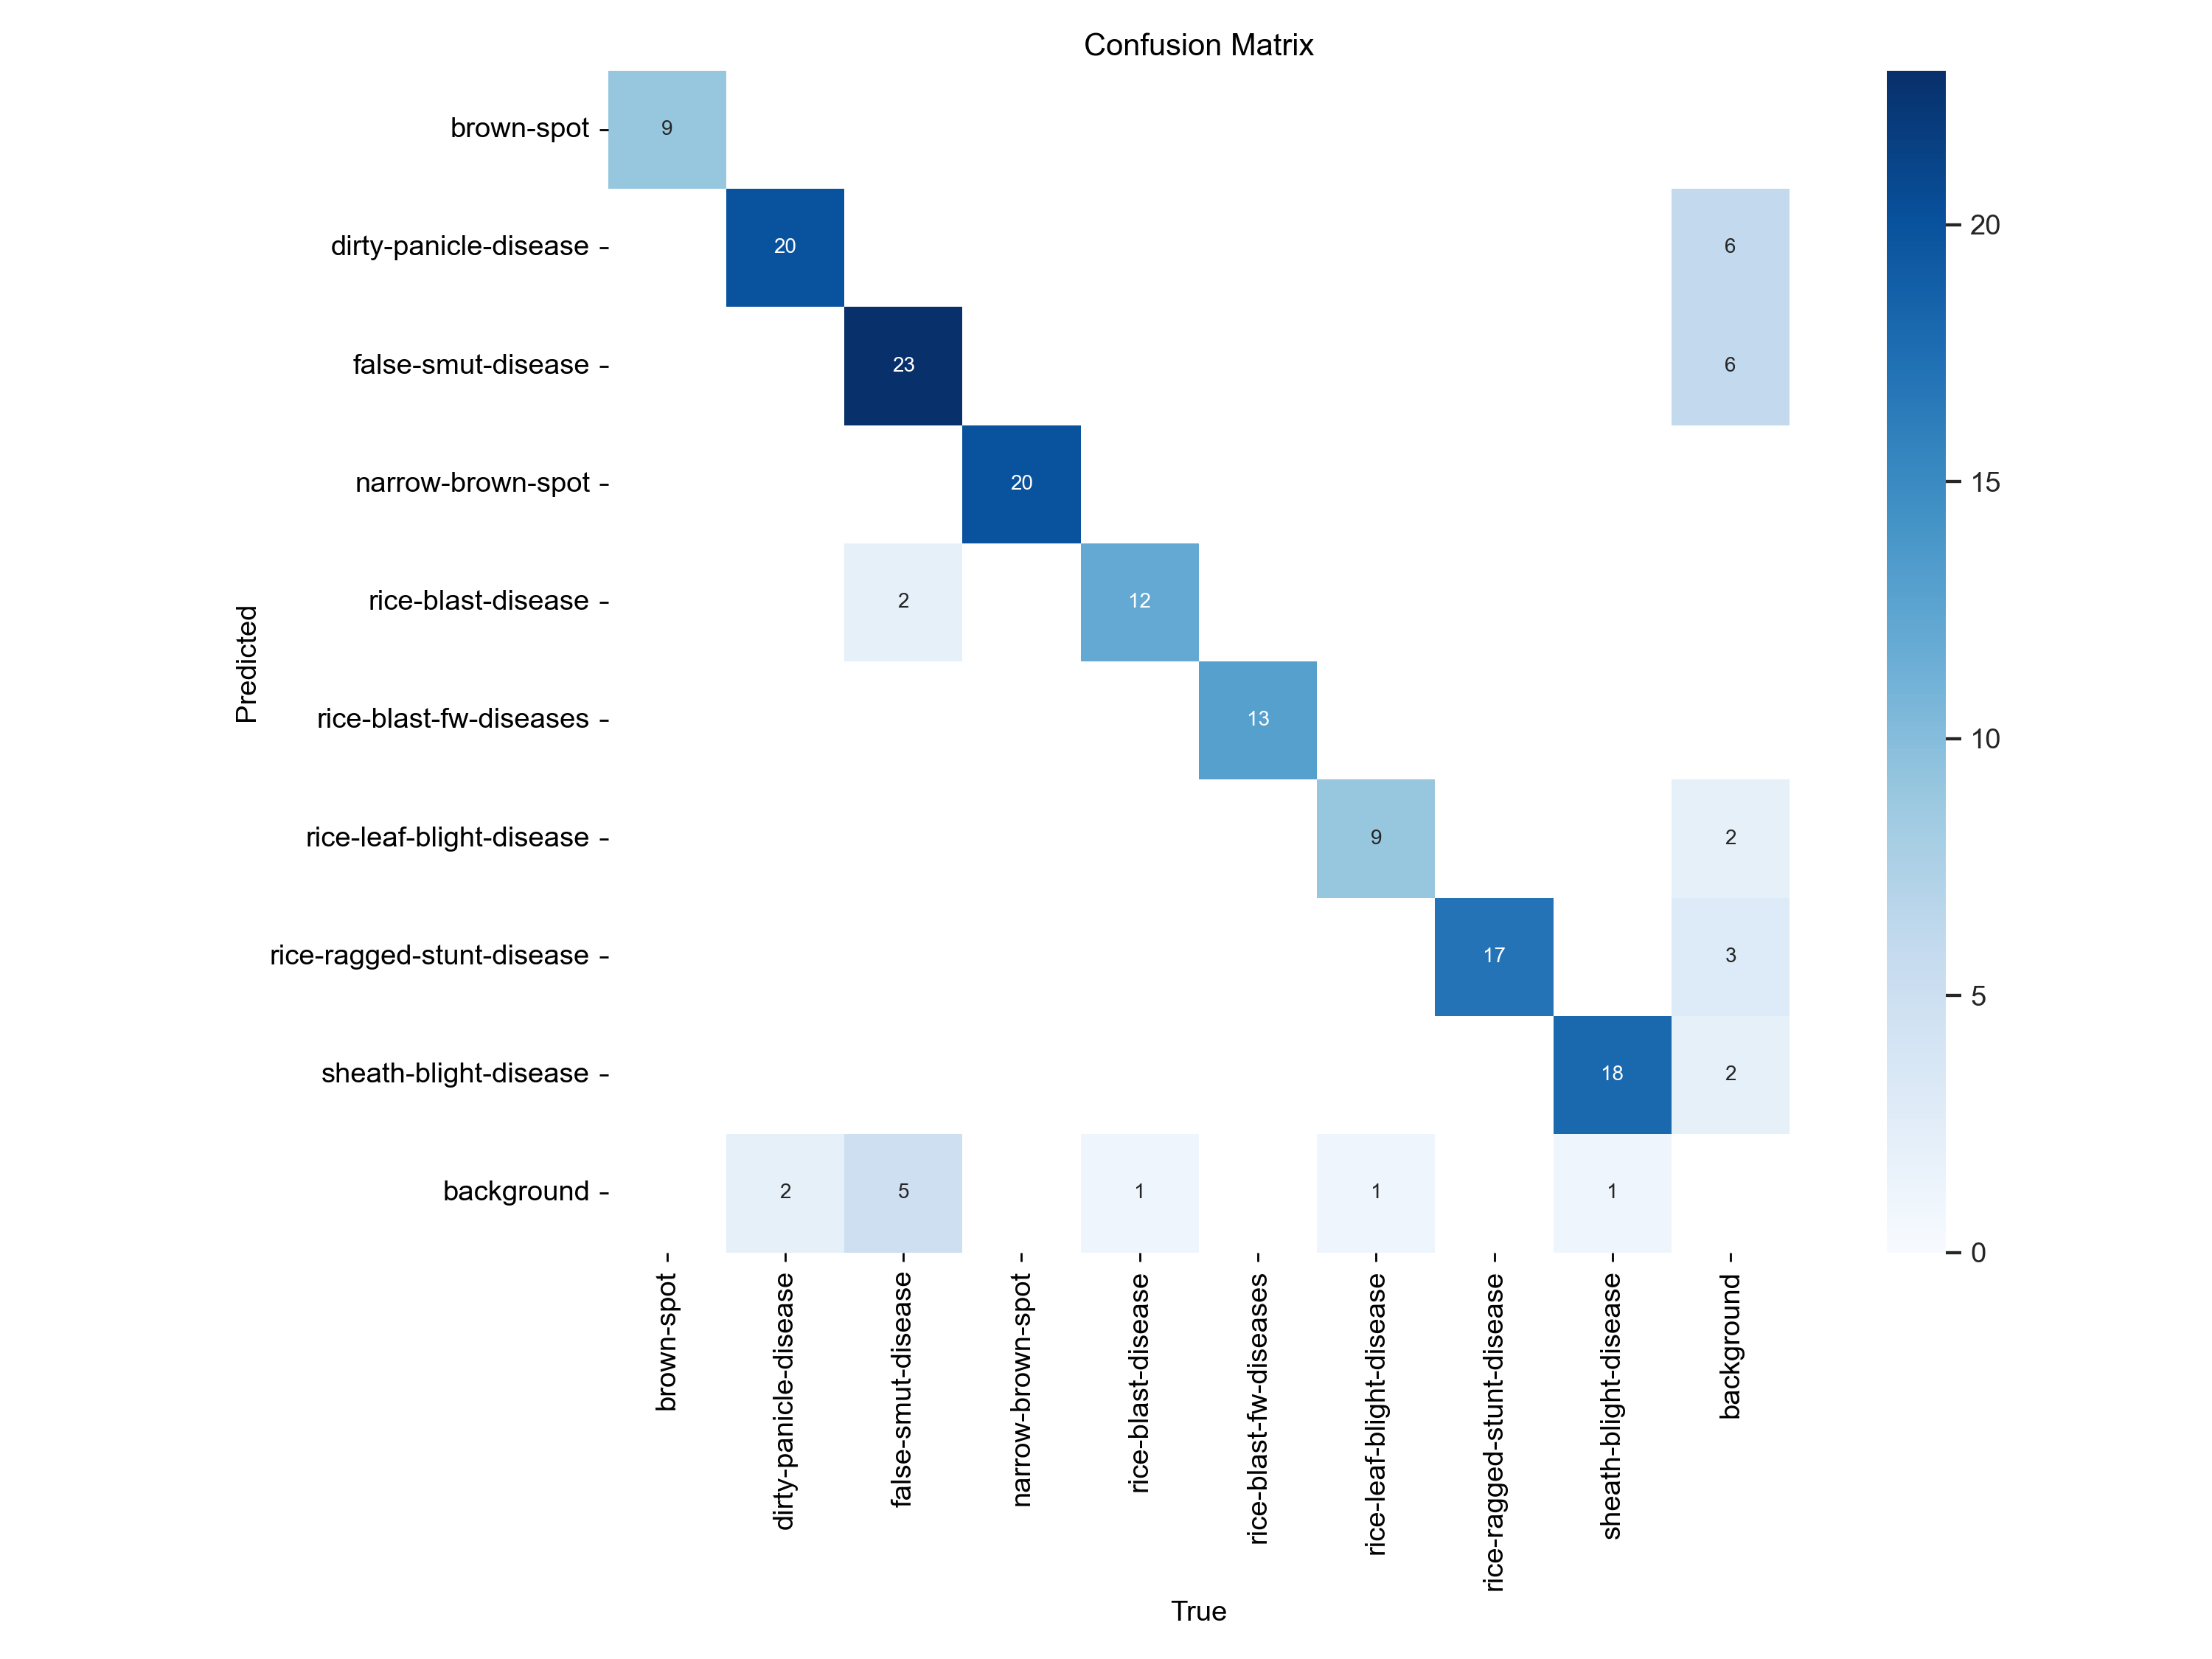 Confusion Matrix
brown-spot
9
dirty-panicle-disease
20
6
20
false-smut-disease
23
6
narrow-brown-spot
20
15
rice-blast-disease
2
12
Predicted
rice-blast-fw-diseases
13
10
rice-leaf-blight-disease
9
2
rice-ragged-stunt-disease
17
3
5
sheath-blight-disease
18
2
background
2
5
1
1
1
0
brown-spot
dirty-panicle-disease
false-smut-disease
narrow-brown-spot
rice-blast-disease
rice-blast-fw-diseases
rice-leaf-blight-disease
rice-ragged-stunt-disease
sheath-blight-disease
background
True